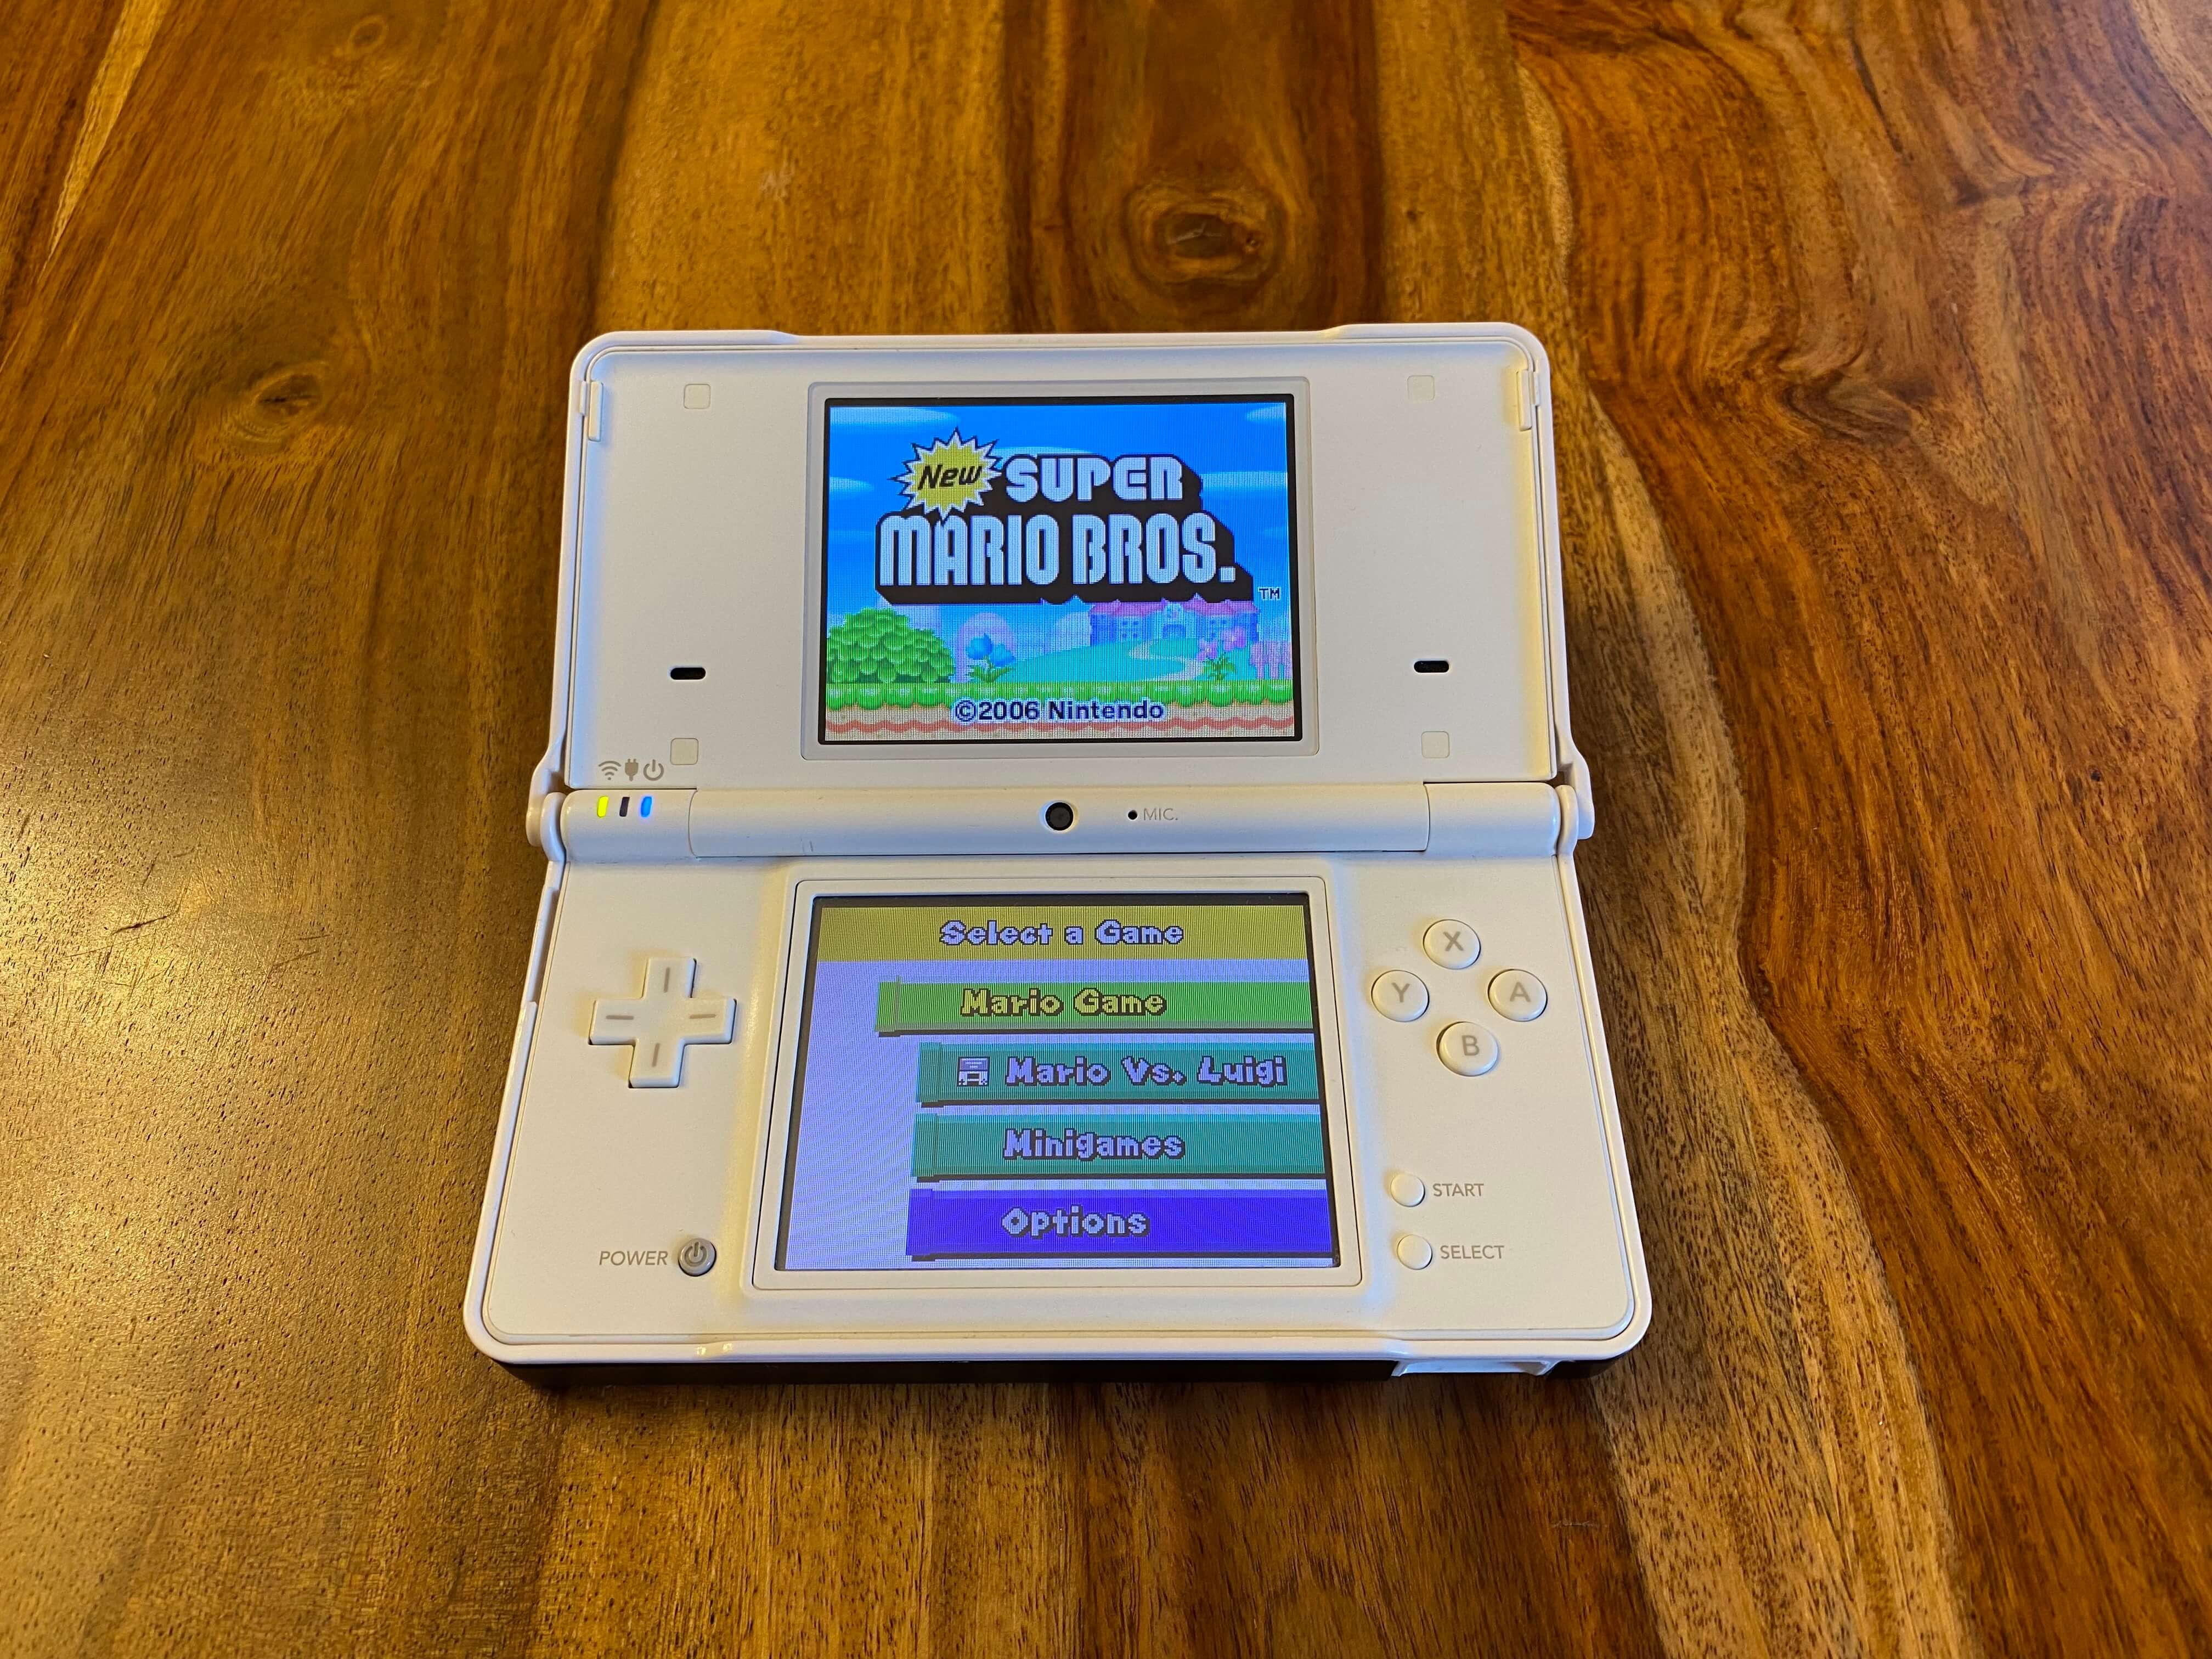 New SUPER
MARIO BROS.
TM
©2006 Nintendo
MIC.
Select a Game
Mario Game
Mario Vs. Luigi
Minigames
Options
X
Y A
B
START
SELECT
POWER